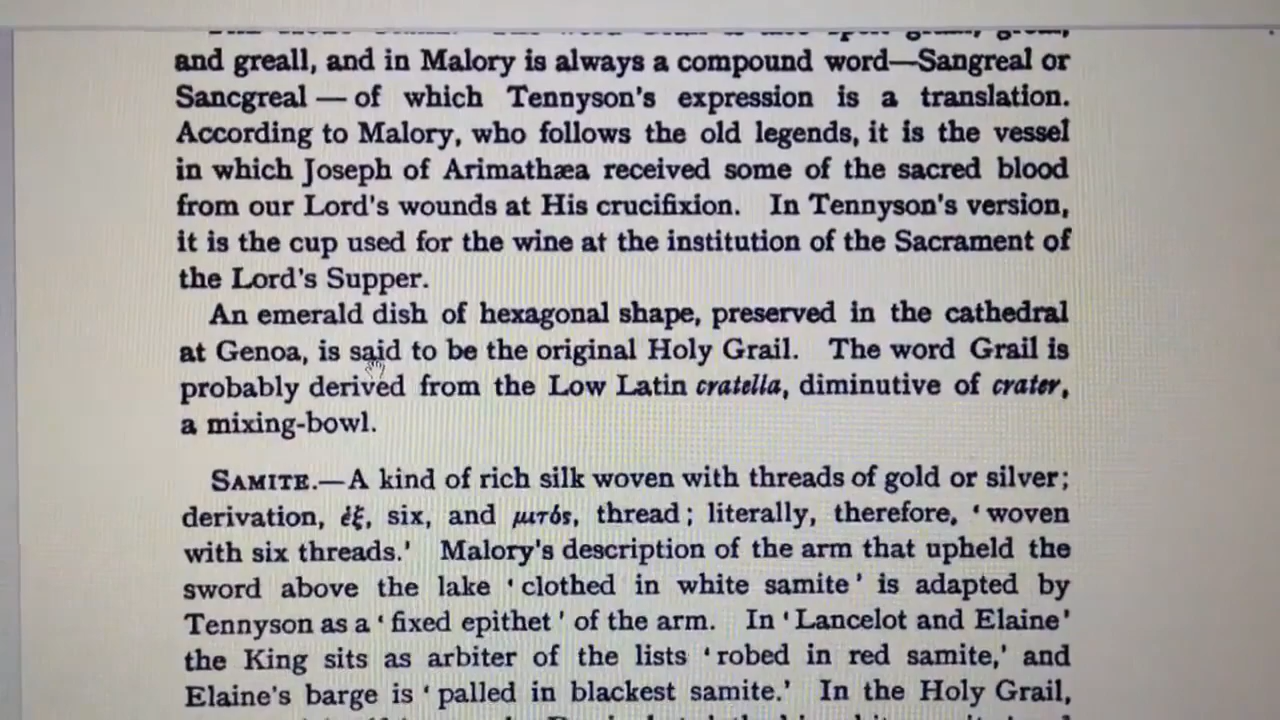 and greall, and in Malory is always a compound word—Sangreal or
Sancgreal — of which Tennyson's expression is a translation.
According to Malory, who follows the old legends, it is the vessel
in which Joseph of Arimathæa received some of the sacred blood
from our Lord's wounds at His crucifixion. In Tennyson's version,
it is the cup used for the wine at the institution of the Sacrament of
the Lord's Supper.
An emerald dish of hexagonal shape, preserved in the cathedral
at Genoa, is said to be the original Holy Grail. The word Grail is
probably derived from the Low Latin cratella, diminutive of crater,
a mixing-bowl.
SAMITE.—A kind of rich silk woven with threads of gold or silver;
derivation, ἐξ, six, and μιτός, thread; literally, therefore, ‘woven
with six threads.’ Malory's description of the arm that upheld the
sword above the lake ‘clothed in white samite’ is adapted by
Tennyson as a ‘fixed epithet’ of the arm. In ‘Lancelot and Elaine’
the King sits as arbiter of the lists ‘robed in red samite,’ and
Elaine's barge is ‘palled in blackest samite.’ In the Holy Grail,